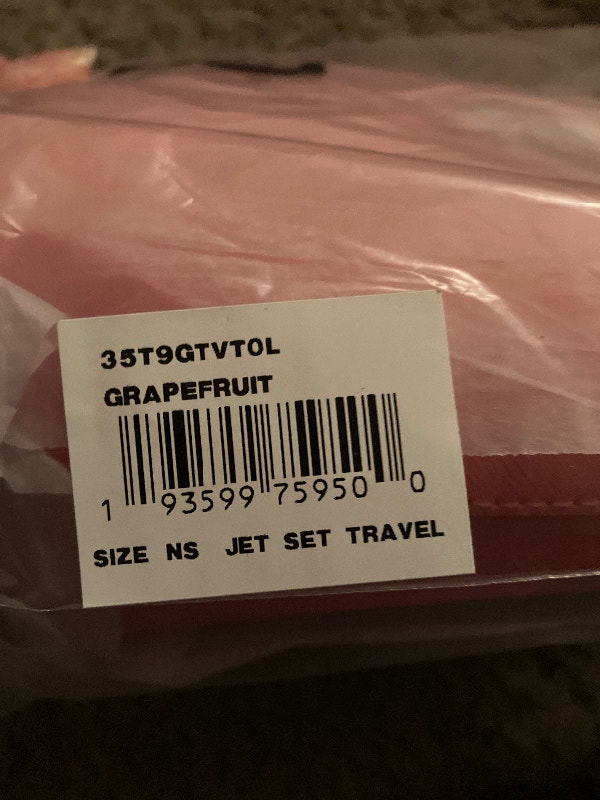 35T9GTVT0L
GRAPEFRUIT
1 93599 75950 0
SIZE NS JET SET TRAVEL